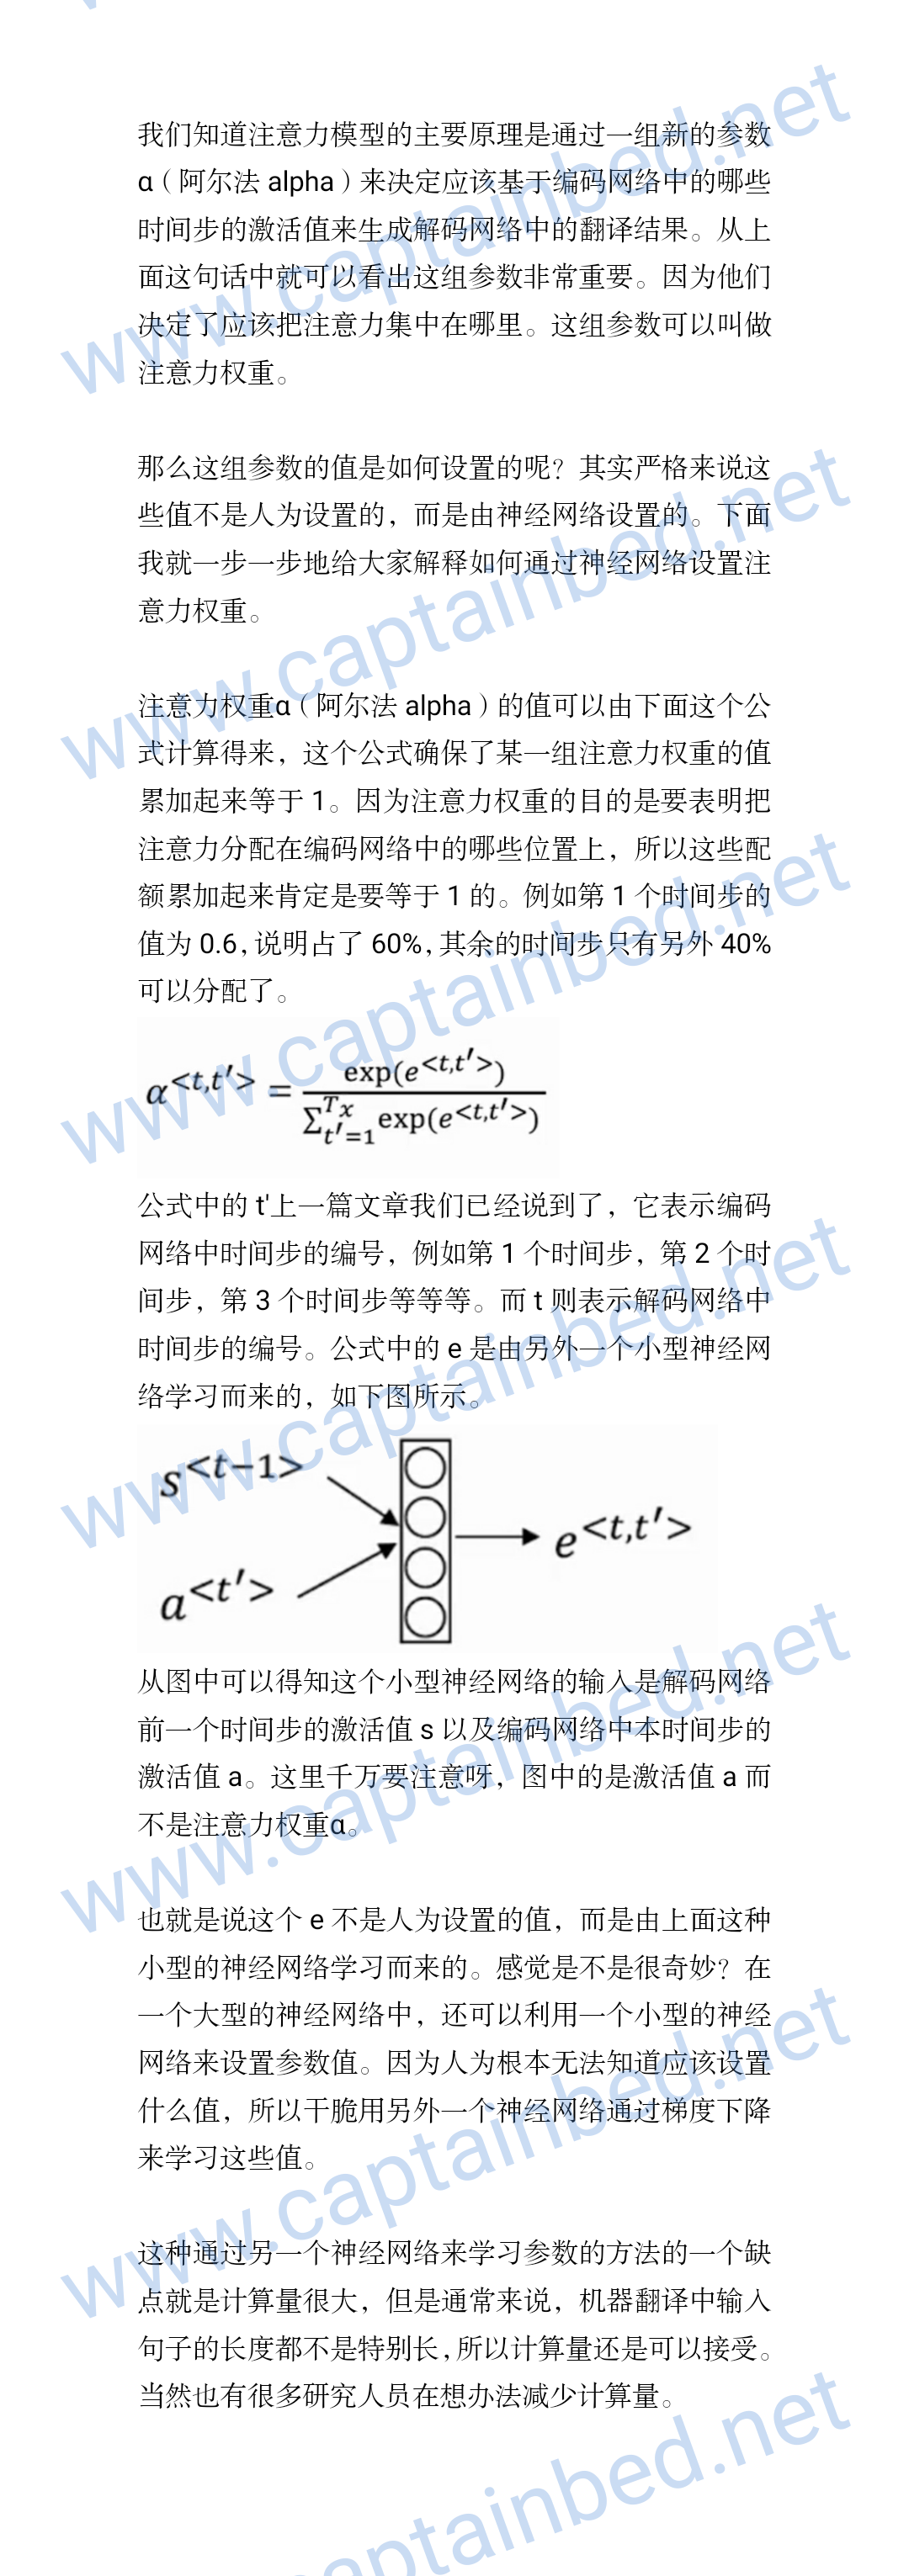 我们知道注意力模型的主要原理是通过一组新的参数
α（阿尔法 alpha）来决定应该基于编码网络中的哪些
时间步的激活值来生成解码网络中的翻译结果。从上
面这句话中就可以看出这组参数非常重要。因为他们
决定了应该把注意力集中在哪里。这组参数可以叫做
注意力权重。
那么这组参数的值是如何设置的呢？其实严格来说这
些值不是人为设置的，而是由神经网络设置的。下面
我就一步一步地给大家解释如何通过神经网络设置注
意力权重。
注意力权重α（阿尔法 alpha）的值可以由下面这个公
式计算得来，这个公式确保了某一组注意力权重的值
累加起来等于 1。因为注意力权重的目的是要表明把
注意力分配在编码网络中的哪些位置上，所以这些配
额累加起来肯定是要等于 1 的。例如第 1 个时间步的
值为 0.6，说明占了 60%，其余的时间步只有另外 40%
可以分配了。
α<t,t′> = exp(e<t,t′>) / ∑t′=1Tx exp(e<t,t′>)
公式中的 t'上一篇文章我们已经说到了，它表示编码
网络中时间步的编号，例如第 1 个时间步，第 2 个时
间步，第 3 个时间步等等等。而 t 则表示解码网络中
时间步的编号。公式中的 e 是由另外一个小型神经网
络学习而来的，如下图所示。
s<t−1>
e<t,t′>
a<t′>
从图中可以得知这个小型神经网络的输入是解码网络
前一个时间步的激活值 s 以及编码网络中本时间步的
激活值 a。这里千万要注意呀，图中的是激活值 a 而
不是注意力权重α。
也就是说这个 e 不是人为设置的值，而是由上面这种
小型的神经网络学习而来的。感觉是不是很奇妙？在
一个大型的神经网络中，还可以利用一个小型的神经
网络来设置参数值。因为人为根本无法知道应该设置
什么值，所以干脆用另外一个神经网络通过梯度下降
来学习这些值。
这种通过另一个神经网络来学习参数的方法的一个缺
点就是计算量很大，但是通常来说，机器翻译中输入
句子的长度都不是特别长，所以计算量还是可以接受。
当然也有很多研究人员在想办法减少计算量。
www.captainbed.net
www.captainbed.net
www.captainbed.net
www.captainbed.net
www.captainbed.net
www.captainbed.net
captainbed.net